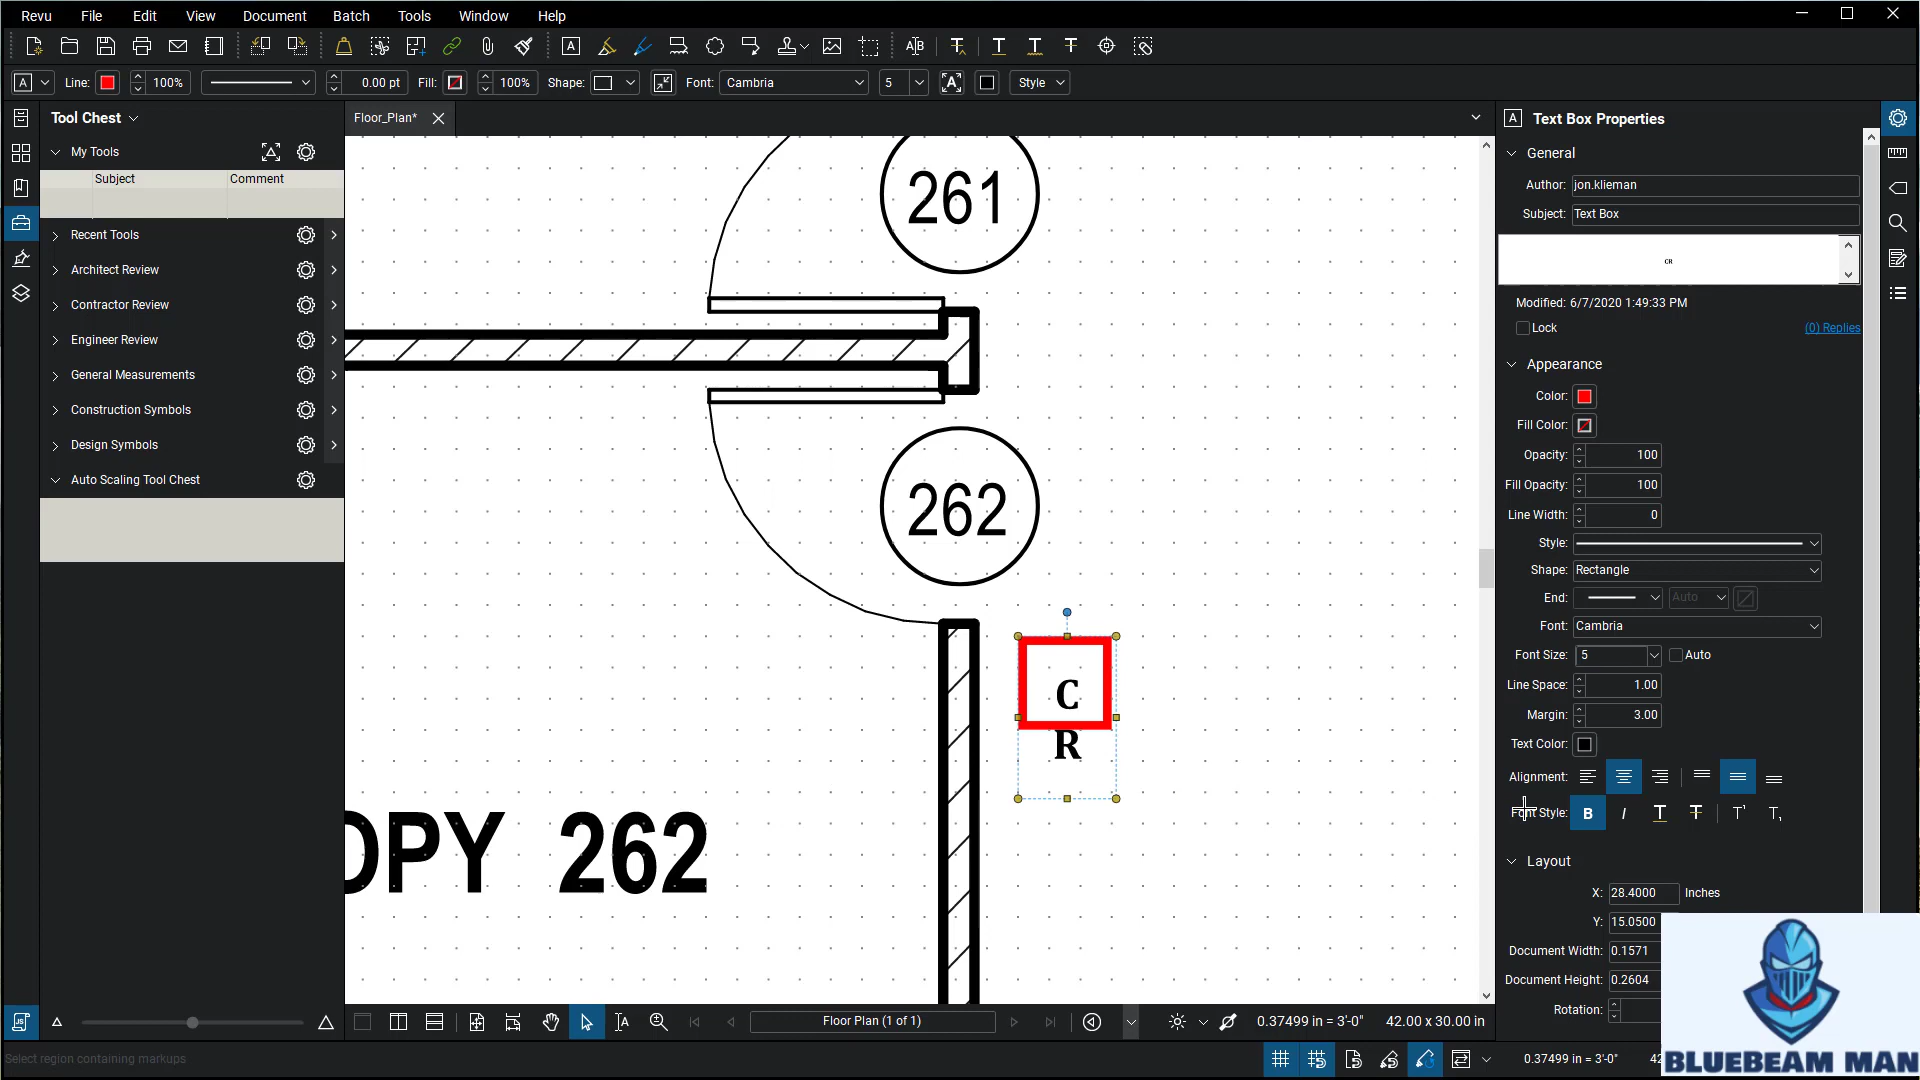 Revu File Edit View Document Batch Tools Window Help
Line: 100% 0.00 pt Fill: 100% Shape: Font: Cambria 5 Style
Tool Chest
My Tools
Subject Comment
Recent Tools
Architect Review
Contractor Review
Engineer Review
General Measurements
Construction Symbols
Design Symbols
Auto Scaling Tool Chest
Floor_Plan*
261
262
C
R
OPY 262
Text Box Properties
General
Author: jon.klieman
Subject: Text Box
CR
Modified: 6/7/2020 1:49:33 PM
Lock (0) Replies
Appearance
Color:
Fill Color:
Opacity: 100
Fill Opacity: 100
Line Width: 0
Style:
Shape: Rectangle
End: Auto
Font: Cambria
Font Size: 5 Auto
Line Space: 1.00
Margin: 3.00
Text Color:
Alignment:
Font Style: B I T T T T
Layout
X: 28.4000 Inches
Y: 15.0500
Document Width: 0.1571
Document Height: 0.2604
Rotation:
Floor Plan (1 of 1) 0.37499 in = 3'-0" 42.00 x 30.00 in
Select region containing markups 0.37499 in = 3'-0" 42
BLUEBEAM MAN